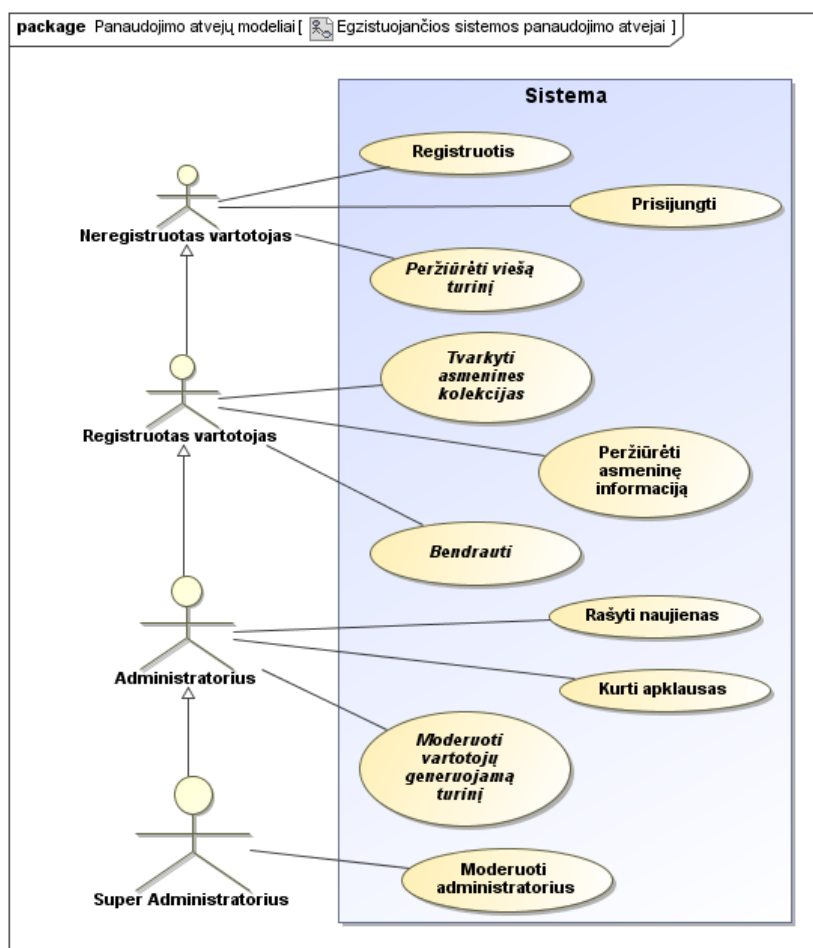 package Panaudojimo atvejų modeliai [ Egzistuojančios sistemos panaudojimo atvejai ]
Sistema
Registruotis
Prisijungti
Neregistruotas vartotojas
Peržiūrėti viešą
turinį
Tvarkyti
asmenines
kolekcijas
Registruotas vartotojas
Peržiūrėti
asmeninę
informaciją
Bendrauti
Rašyti naujienas
Administratorius
Kurti apklausas
Moderuoti
vartotojų
generuojamą
turinį
Moderuoti
administratorius
Super Administratorius